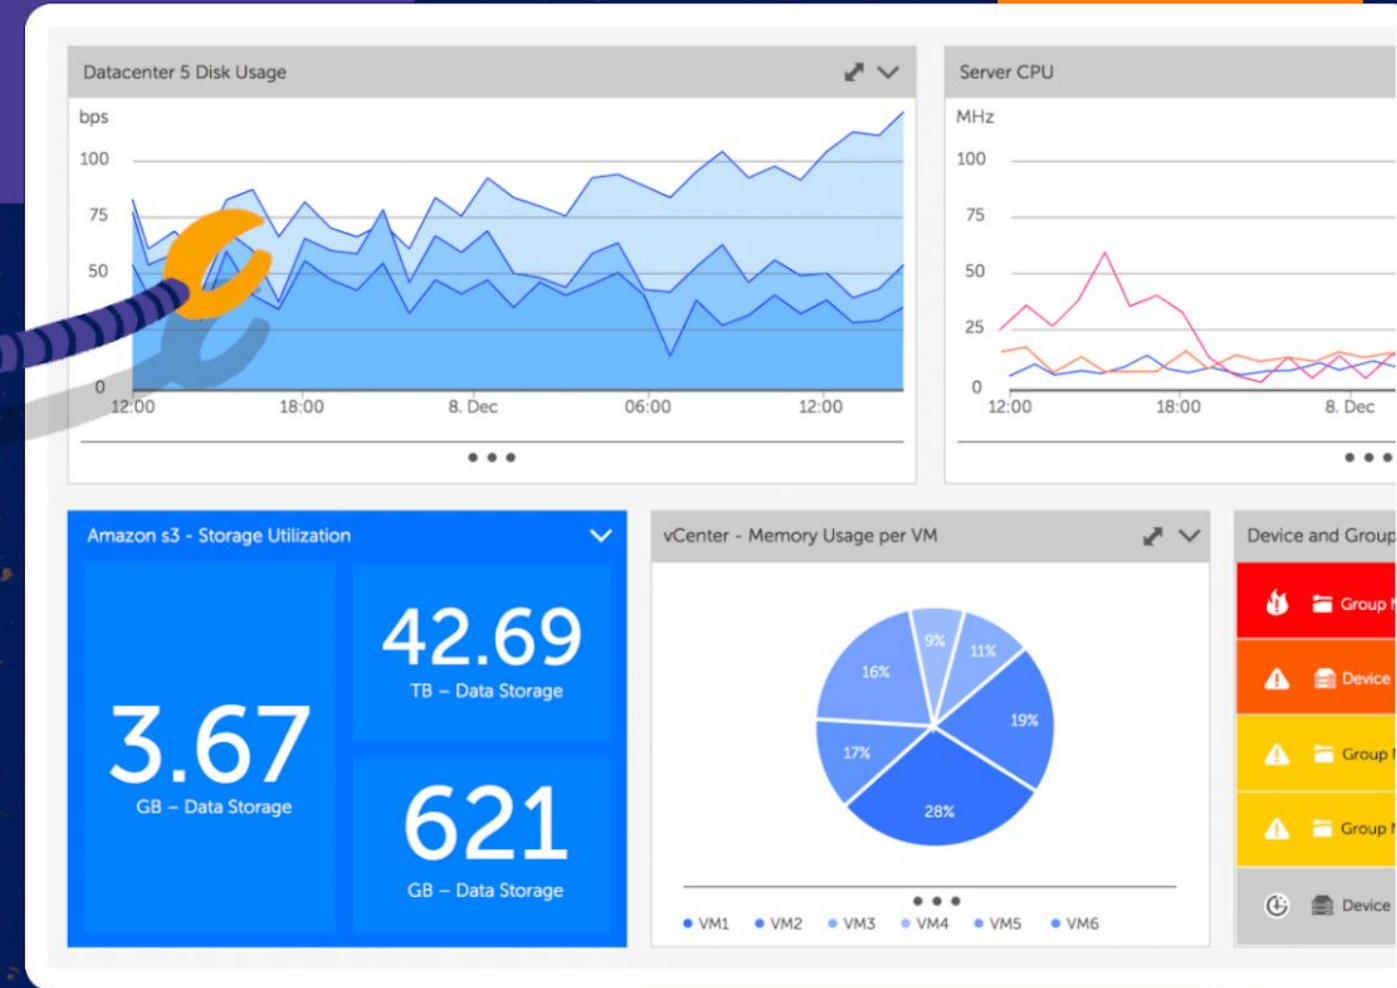 Datacenter 5 Disk Usage
bps
100
75
50
0
12:00 18:00 8. Dec 06:00 12:00
Server CPU
MHz
100
75
50
25
0
12:00 18:00 8. Dec
Amazon s3 - Storage Utilization
3.67
GB – Data Storage
42.69
TB – Data Storage
621
GB – Data Storage
vCenter - Memory Usage per VM
9%
11%
16%
19%
17%
28%
VM1 VM2 VM3 VM4 VM5 VM6
Device and Group
Group
Device
Group
Group
Device